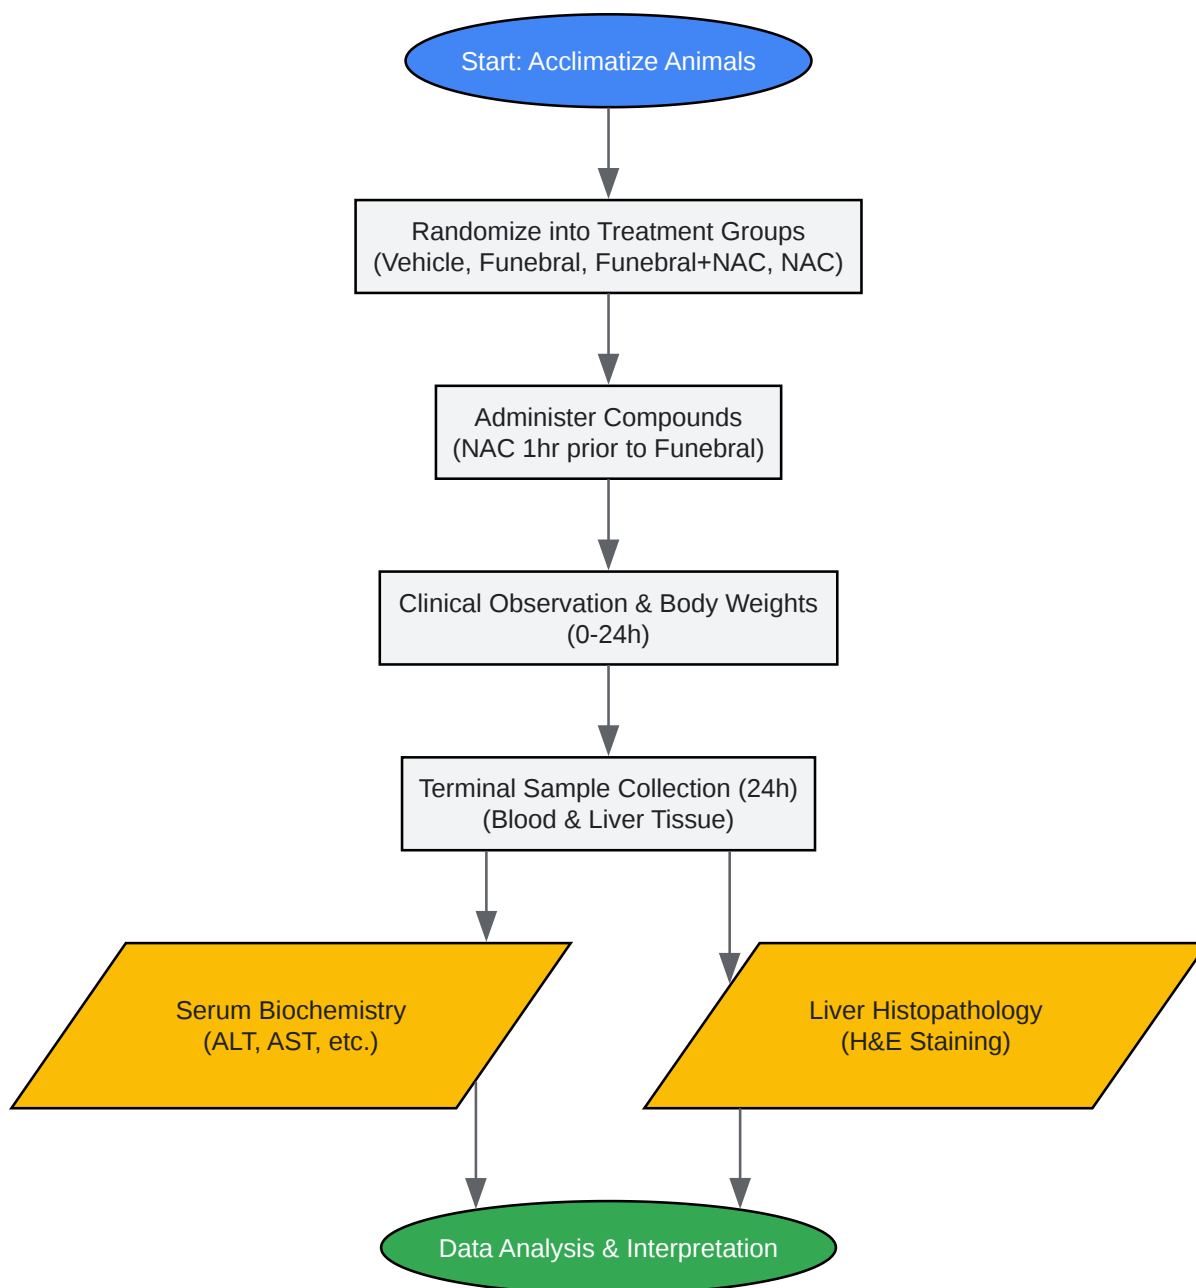 Start: Acclimatize Animals
Randomize into Treatment Groups
(Vehicle, Funebral, Funebral+NAC, NAC)
Administer Compounds
(NAC 1hr prior to Funebral)
Clinical Observation & Body Weights
(0-24h)
Terminal Sample Collection (24h)
(Blood & Liver Tissue)
Serum Biochemistry
(ALT, AST, etc.)
Liver Histopathology
(H&E Staining)
Data Analysis & Interpretation